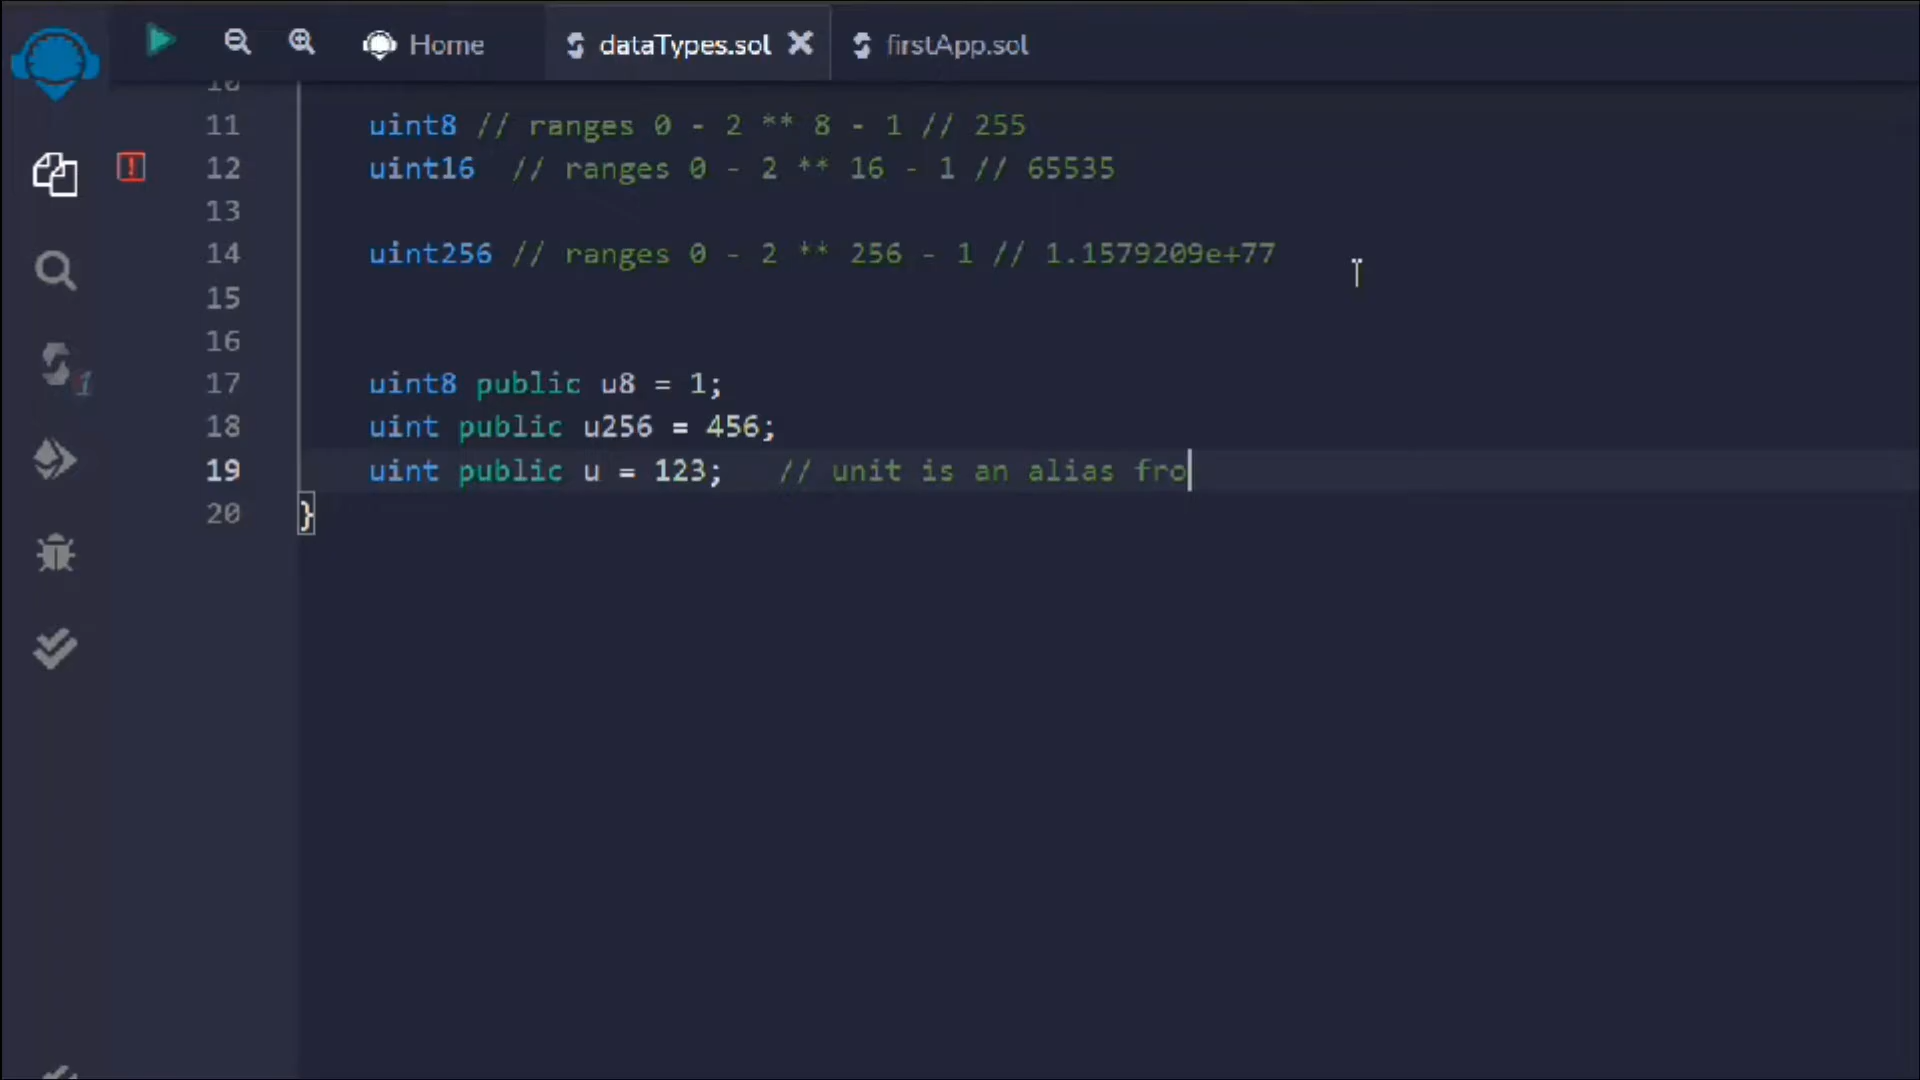 Home dataTypes.sol firstApp.sol
10
11 uint8 // ranges 0 - 2 ** 8 - 1 // 255
12 uint16 // ranges 0 - 2 ** 16 - 1 // 65535
13
14 uint256 // ranges 0 - 2 ** 256 - 1 // 1.1579209e+77
15
16
17 uint8 public u8 = 1;
18 uint public u256 = 456;
19 uint public u = 123; // unit is an alias fro
20 }
1